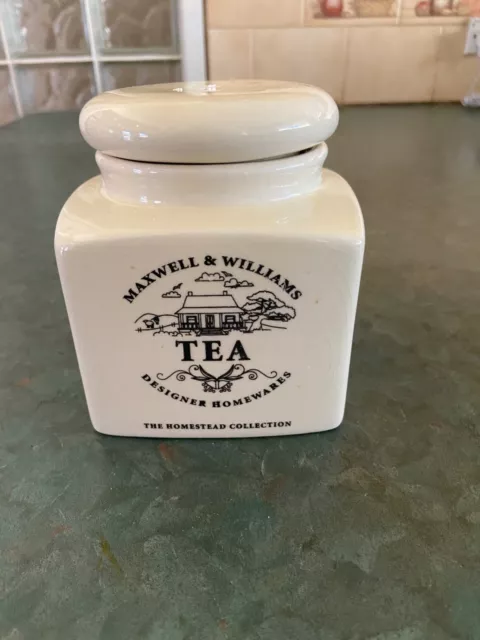 MAXWELL & WILLIAMS
TEA
DESIGNER HOMEWARES
THE HOMESTEAD COLLECTION